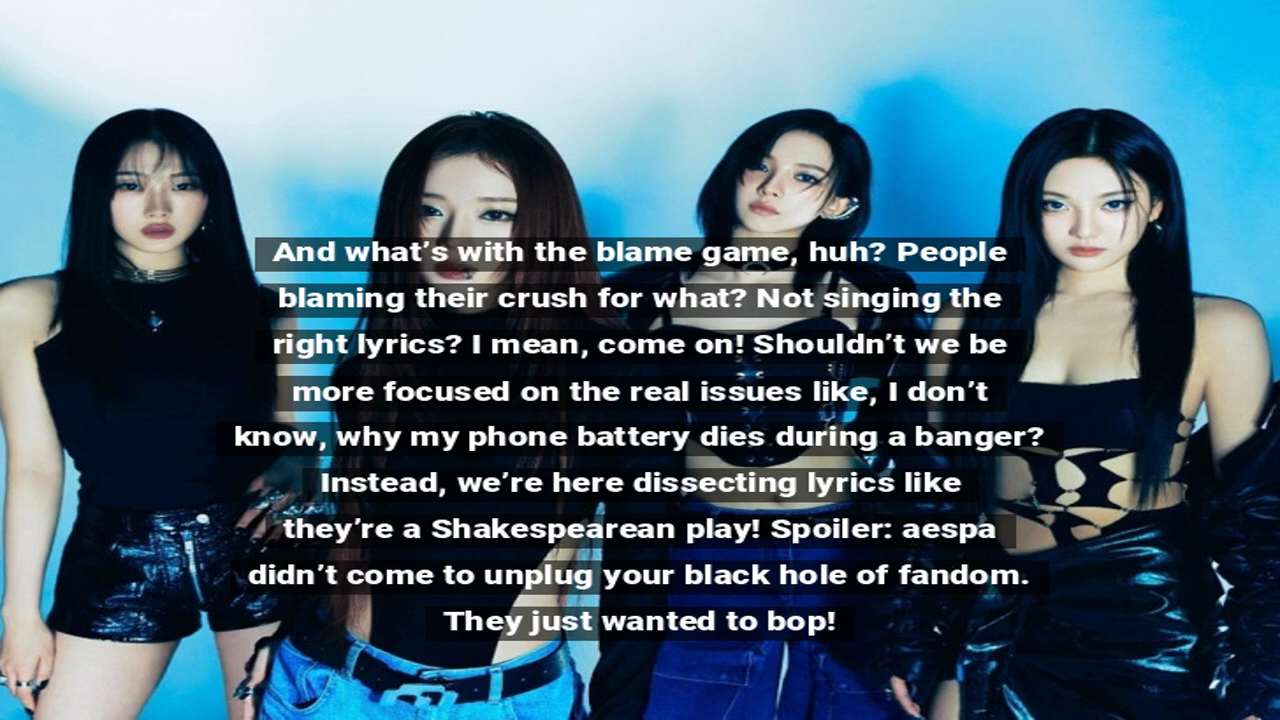 And what’s with the blame game, huh? People
blaming their crush for what? Not singing the
right lyrics? I mean, come on! Shouldn’t we be
more focused on the real issues like, I don’t
know, why my phone battery dies during a banger?
Instead, we’re here dissecting lyrics like
they’re a Shakespearean play! Spoiler: aespa
didn’t come to unplug your black hole of fandom.
They just wanted to bop!